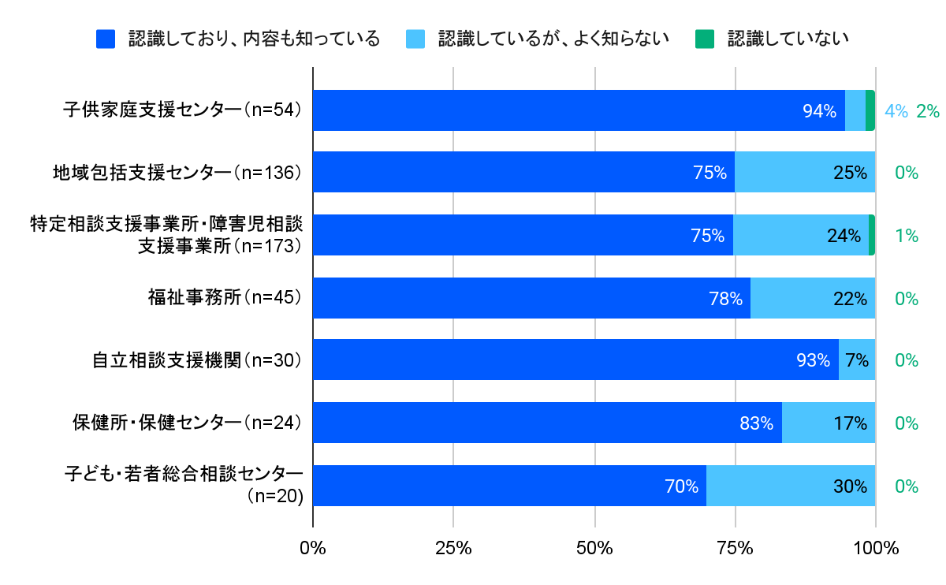 認識しており、内容も知っている 認識しているが、よく知らない 認識していない
子供家庭支援センター（n=54） 94% 4% 2%
地域包括支援センター（n=136） 75% 25% 0%
特定相談支援事業所・障害児相談
支援事業所（n=173） 75% 24% 1%
福祉事務所（n=45） 78% 22% 0%
自立相談支援機関（n=30） 93% 7% 0%
保健所・保健センター（n=24） 83% 17% 0%
子ども・若者総合相談センター
（n=20） 70% 30% 0%
0% 25% 50% 75% 100%